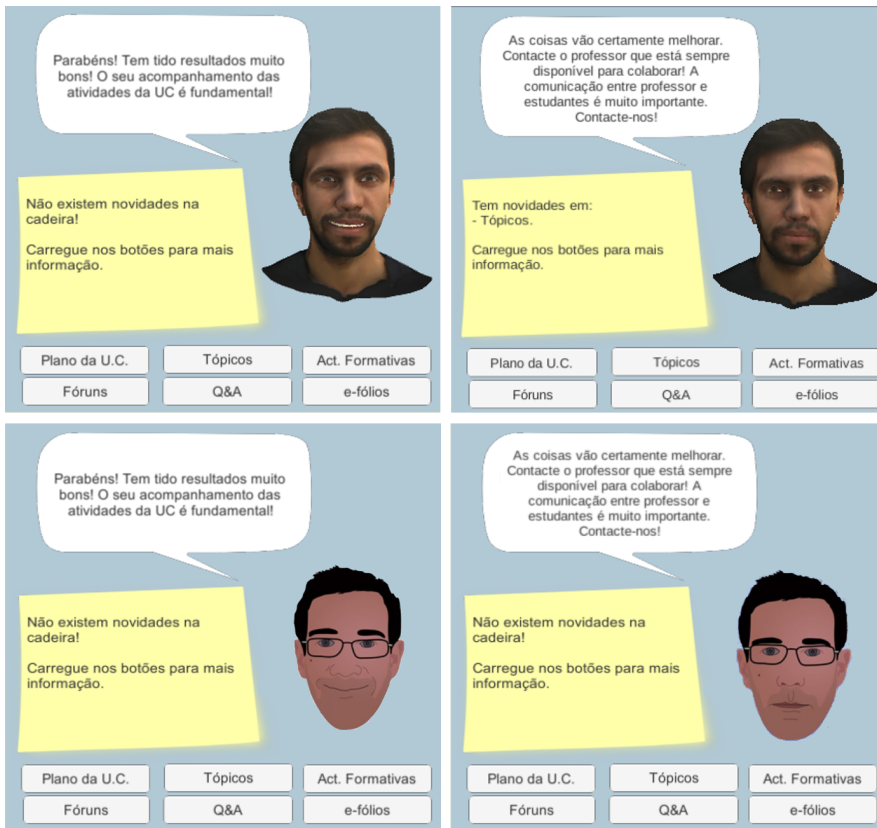 Parabéns! Tem tido resultados muito
bons! O seu acompanhamento das
atividades da UC é fundamental!
Não existem novidades na
cadeira!
Carregue nos botões para mais
informação.
Plano da U.C.
Tópicos
Act. Formativas
Fóruns
Q&A
e-fólios
As coisas vão certamente melhorar.
Contacte o professor que está sempre
disponível para colaborar! A
comunicação entre professor e
estudantes é muito importante.
Contacte-nos!
Tem novidades em:
- Tópicos.
Carregue nos botões para mais
informação.
Plano da U.C.
Tópicos
Act. Formativas
Fóruns
Q&A
e-fólios
Parabéns! Tem tido resultados muito
bons! O seu acompanhamento das
atividades da UC é fundamental!
Não existem novidades na
cadeira!
Carregue nos botões para mais
informação.
Plano da U.C.
Tópicos
Act. Formativas
Fóruns
Q&A
e-fólios
As coisas vão certamente melhorar.
Contacte o professor que está sempre
disponível para colaborar! A
comunicação entre professor e
estudantes é muito importante.
Contacte-nos!
Não existem novidades na
cadeira!
Carregue nos botões para mais
informação.
Plano da U.C.
Tópicos
Act. Formativas
Fóruns
Q&A
e-fólios